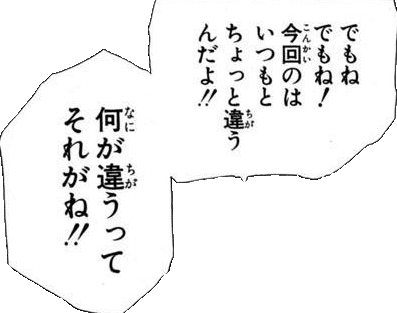 でもね
でもね！
今回のは
いつもと
ちょっと違う
んだよ!!
何が違うって
それがね!!